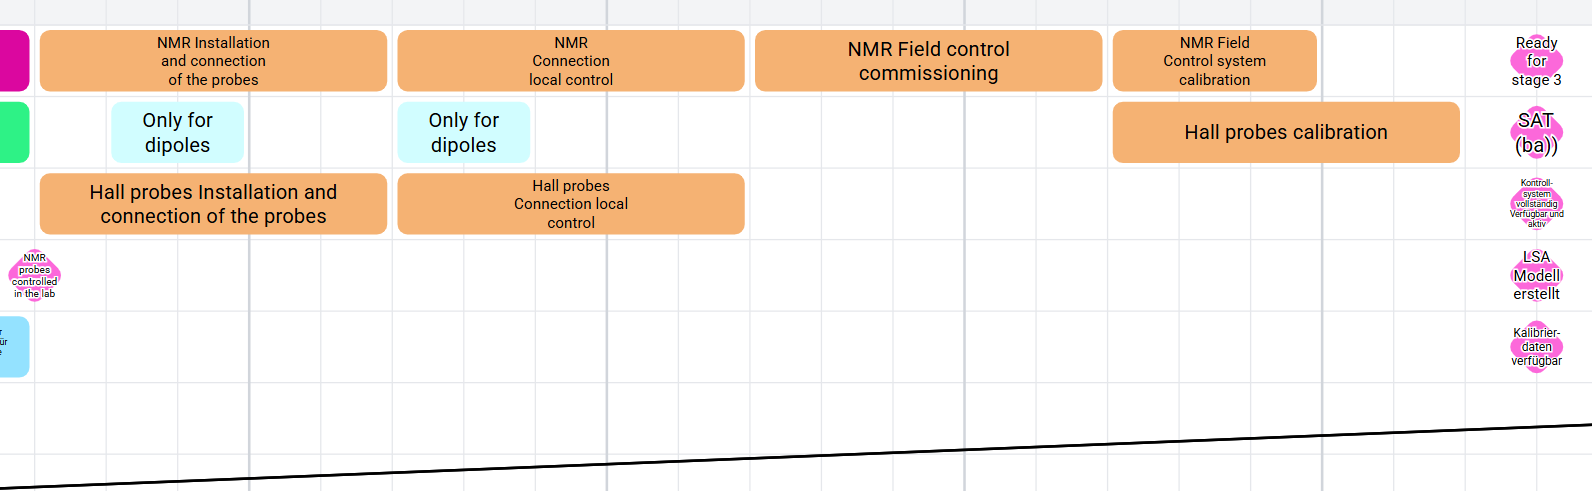 NMR Installation
and connection
of the probes
NMR
Connection
local control
NMR Field control
commissioning
NMR Field
Control system
calibration
Ready
for
stage 3
Only for
dipoles
Only for
dipoles
Hall probes calibration
SAT
(ba))
Hall probes Installation and
connection of the probes
Hall probes
Connection local
control
Kontroll-
system
vollständig
Verfügbar und
aktiv
NMR
probes
controlled
in the lab
LSA
Modell
erstellt
Kalibrier-
daten
verfügbar